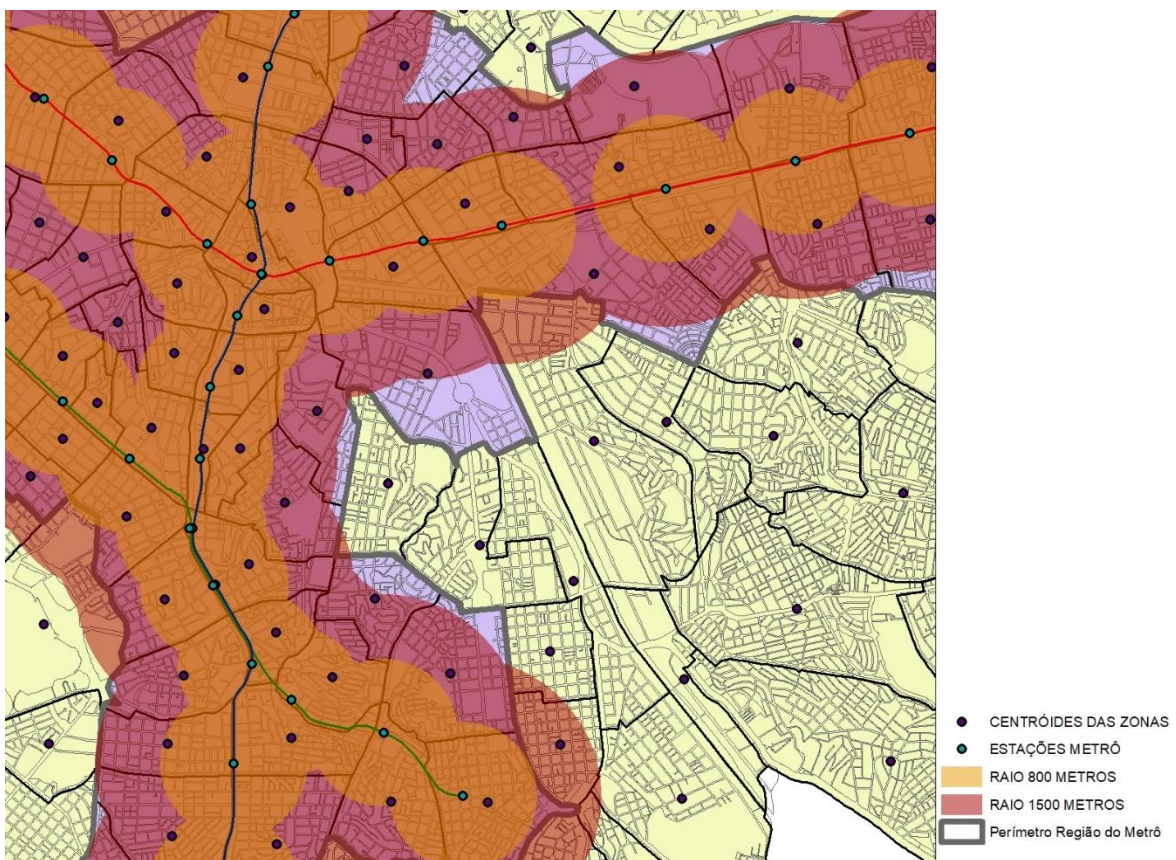 CENTRÓIDES DAS ZONAS
ESTAÇÕES METRÔ
RAIO 800 METROS
RAIO 1500 METROS
Perímetro Região do Metrô